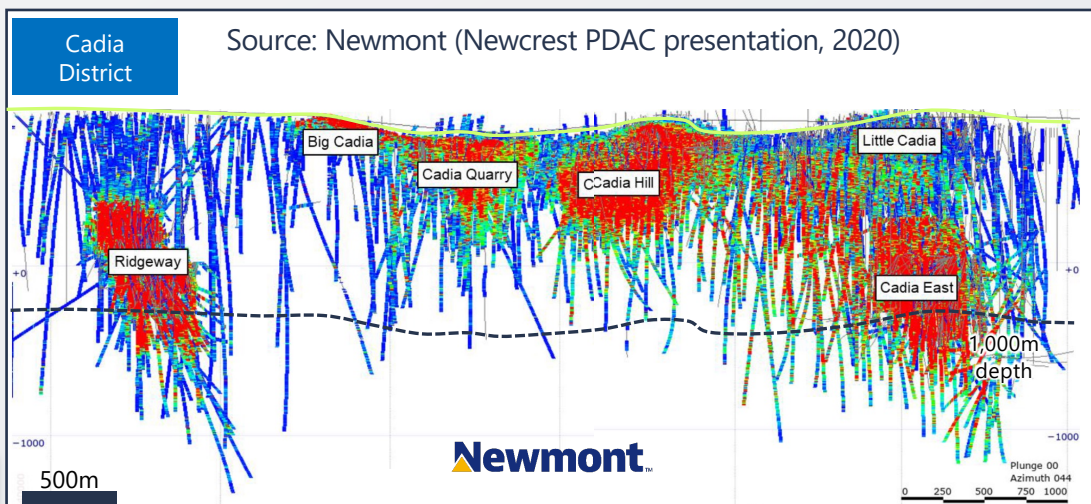 Cadia
District
Source: Newmont (Newcrest PDAC presentation, 2020)
Big Cadia
Cadia Quarry
C
Cadia Hill
Little Cadia
Ridgeway
Cadia East
+0
+0
1,000m
depth
-1000
-1000
Newmont™
500m
Plunge 00
Azimuth 044
0 250 500 750 1000